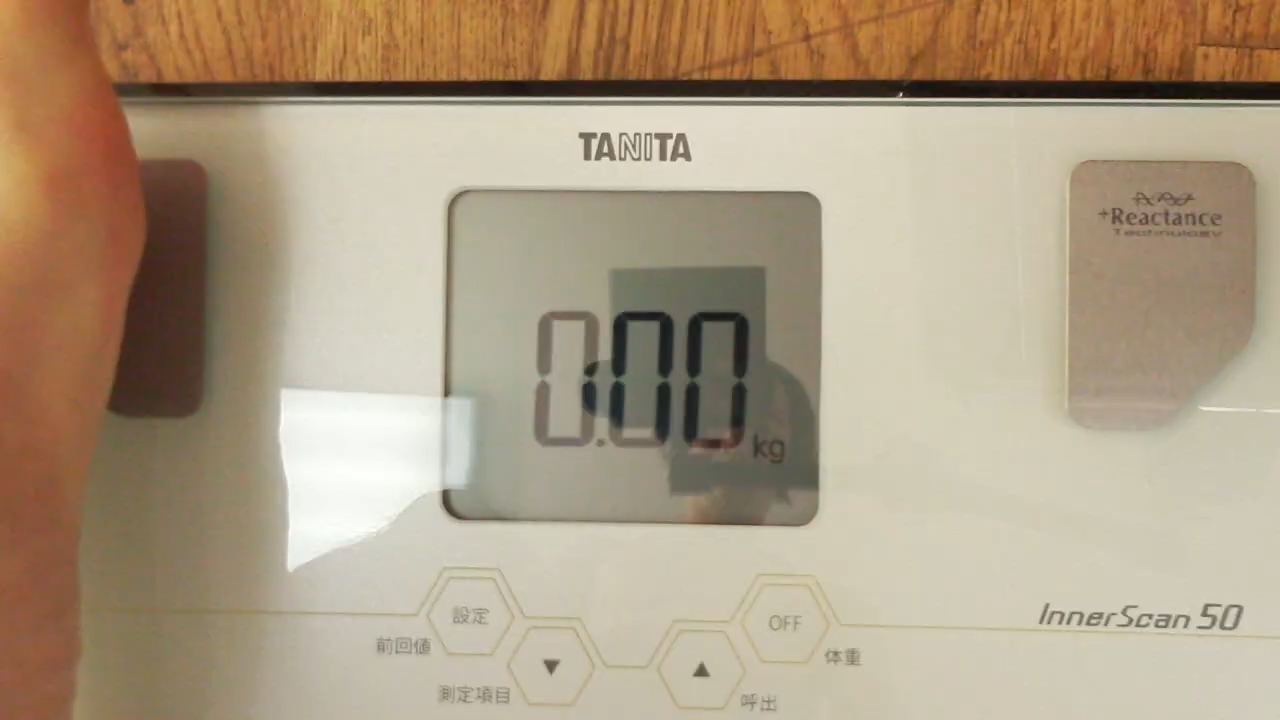 TANITA
+Reactance
Technology
0.00 kg
InnerScan 50
設定
OFF
前回値
体重
▼
▲
測定項目
呼出